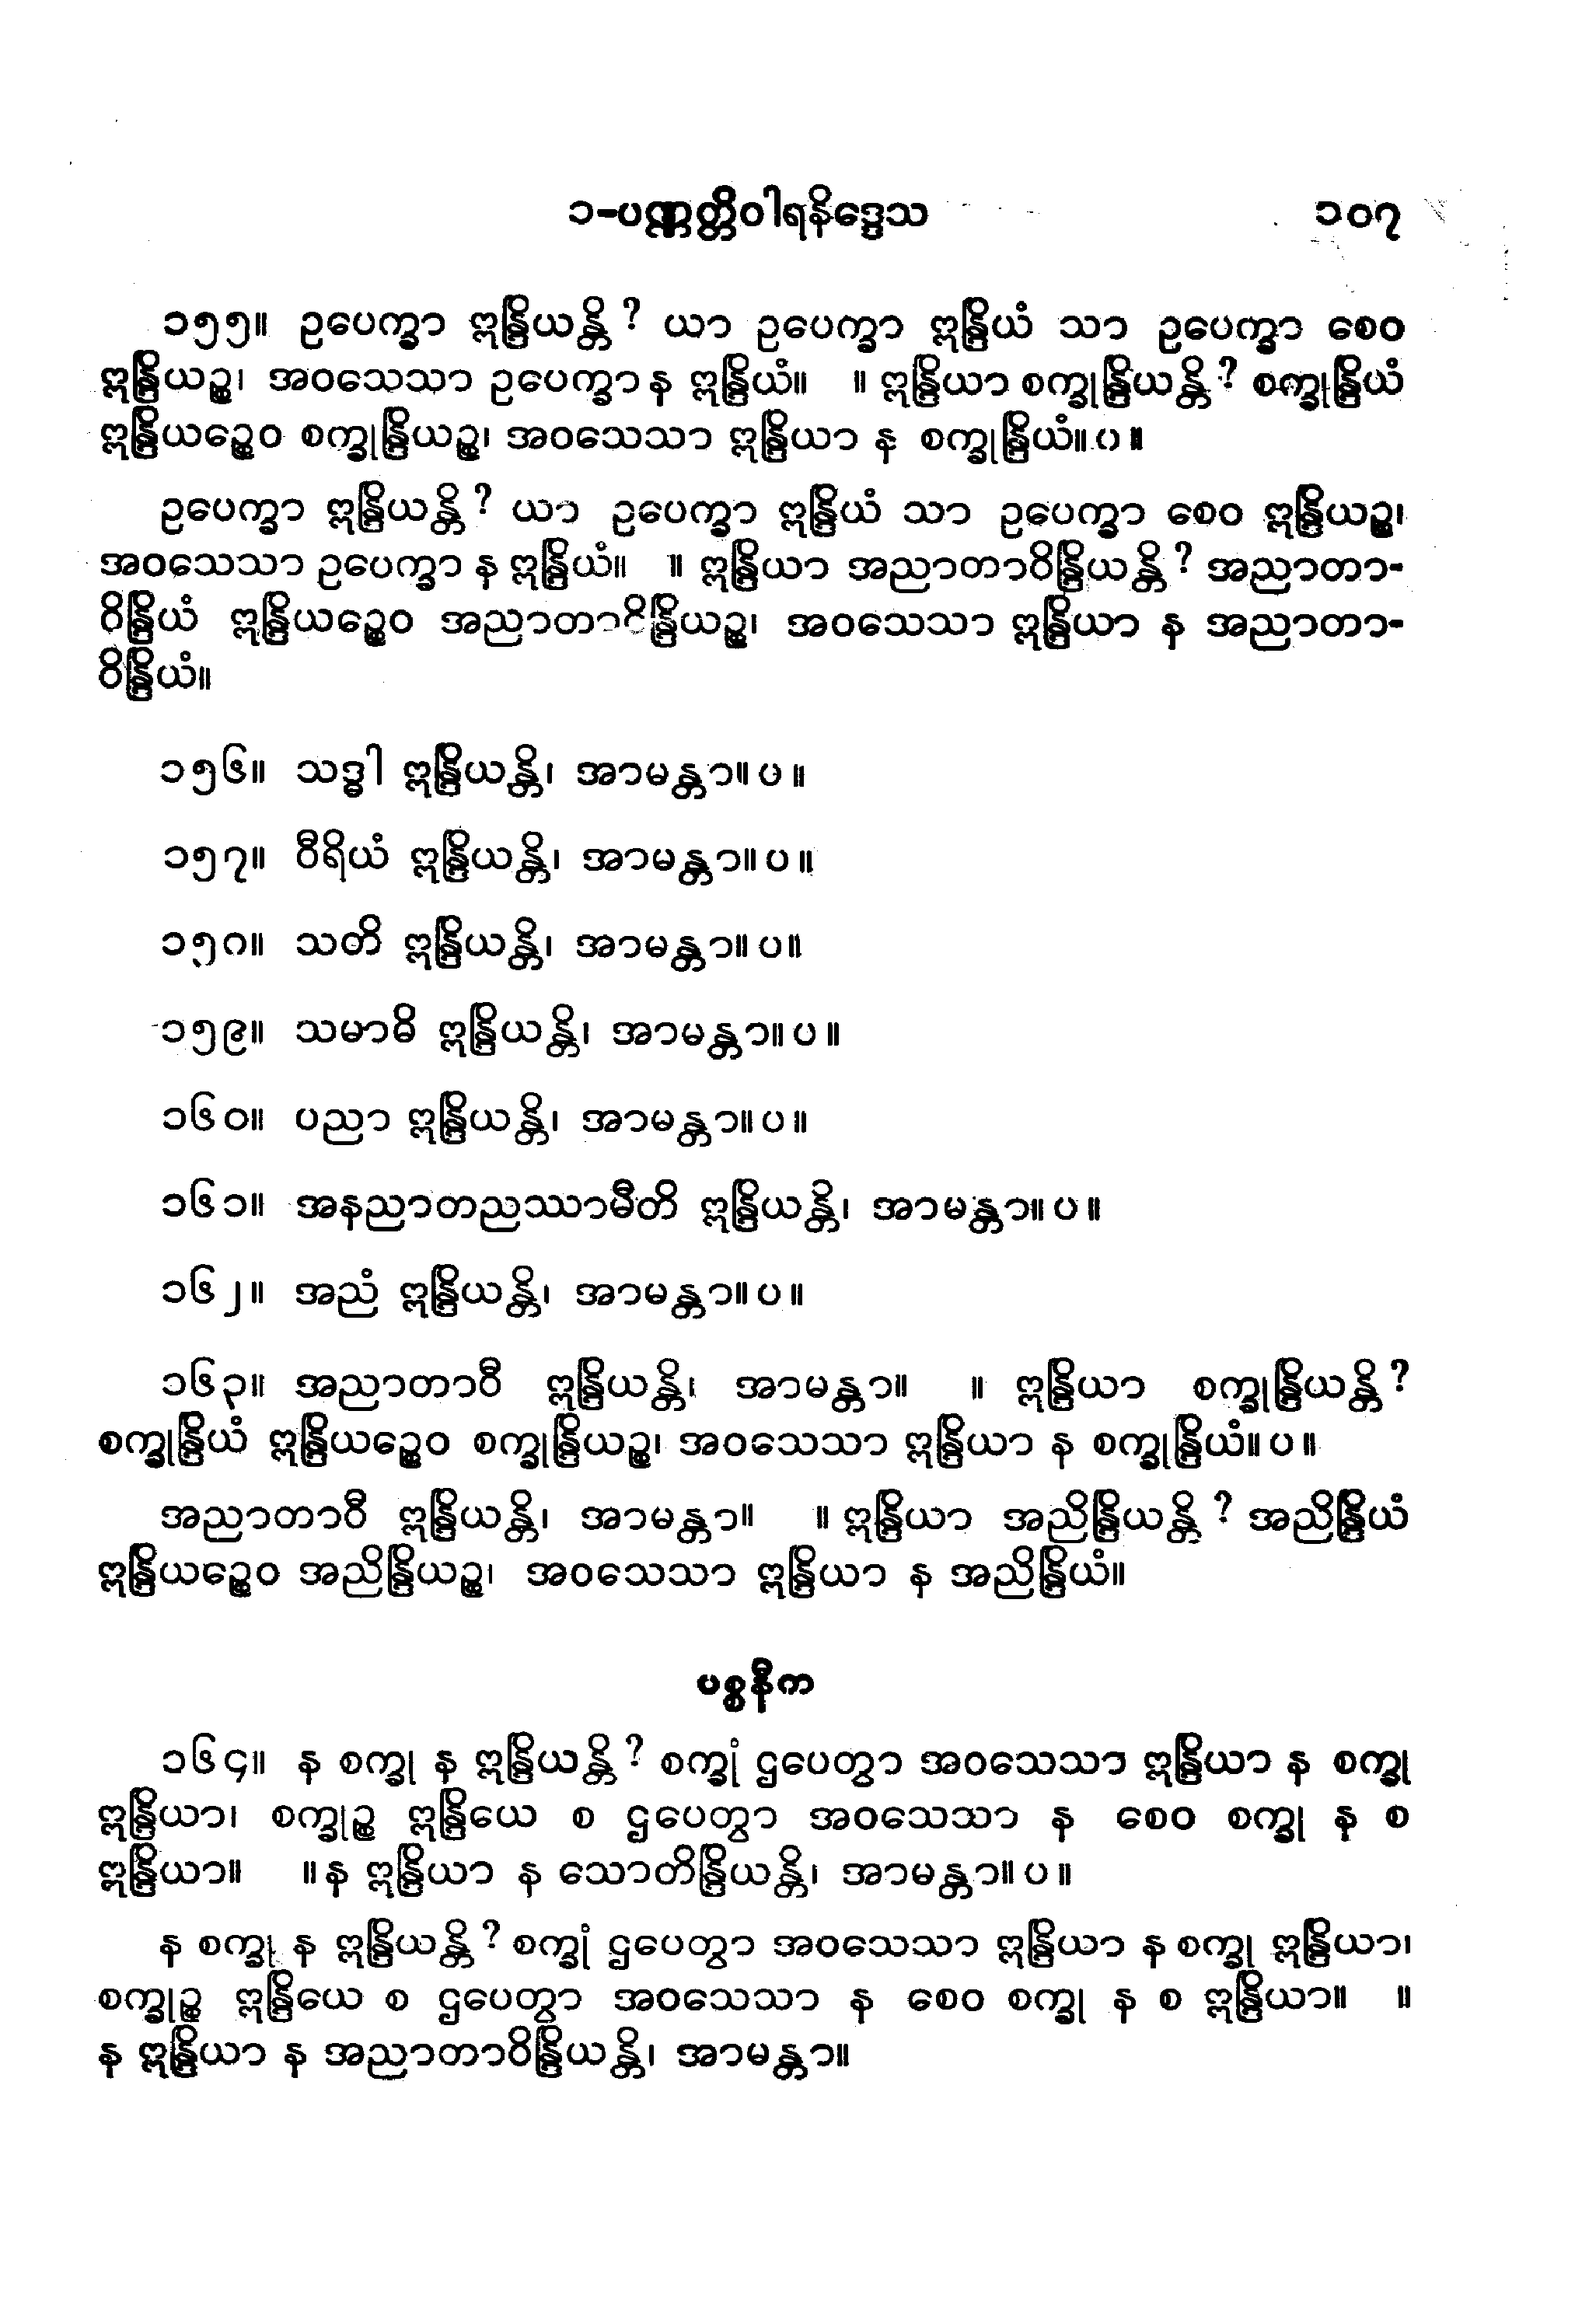 ၁-ပဏ္ဏတ္တိဝါရနိဒ္ဒေသ ၁၀၇
၁၅၅။ ဥပေက္ခာ ဣန္ဒြိယန္တိ? ယာ ဥပေက္ခာ ဣန္ဒြိယံ သာ ဥပေက္ခာ စေဝ
ဣန္ဒြိယဉ္စ၊ အဝသေသာ ဥပေက္ခာ န ဣန္ဒြိယံ။ ။ ဣန္ဒြိယာ စက္ခုန္ဒြိယန္တိ? စက္ခုန္ဒြိယံ
ဣန္ဒြိယဉ္စေဝ စက္ခုန္ဒြိယဉ္စ၊ အဝသေသာ ဣန္ဒြိယာ န စက္ခုန္ဒြိယံ။ ပ ။
ဥပေက္ခာ ဣန္ဒြိယန္တိ? ယာ ဥပေက္ခာ ဣန္ဒြိယံ သာ ဥပေက္ခာ စေဝ ဣန္ဒြိယဉ္စ၊
အဝသေသာ ဥပေက္ခာ န ဣန္ဒြိယံ။ ။ ဣန္ဒြိယာ အညာတာဝိန္ဒြိယန္တိ? အညာတာ-
ဝိန္ဒြိယံ ဣန္ဒြိယဉ္စေဝ အညာတာဝိန္ဒြိယဉ္စ၊ အဝသေသာ ဣန္ဒြိယာ န အညာတာ-
ဝိန္ဒြိယံ။
၁၅၆။ သဒ္ဓါ ဣန္ဒြိယန္တိ၊ အာမန္တာ။ ပ ။
၁၅၇။ ဝီရိယံ ဣန္ဒြိယန္တိ၊ အာမန္တာ။ ပ ။
၁၅၈။ သတိ ဣန္ဒြိယန္တိ၊ အာမန္တာ။ ပ။
၁၅၉။ သမာဓိ ဣန္ဒြိယန္တိ၊ အာမန္တာ။ ပ ။
၁၆၀။ ပညာ ဣန္ဒြိယန္တိ၊ အာမန္တာ။ ပ ။
၁၆၁။ အနညာတညဿာမီတိ ဣန္ဒြိယန္တိ၊ အာမန္တာ။ ပ ။
၁၆၂။ အညံ ဣန္ဒြိယန္တိ၊ အာမန္တာ။ ပ ။
၁၆၃။ အညာတာဝီ ဣန္ဒြိယန္တိ၊ အာမန္တာ။ ။ ဣန္ဒြိယာ စက္ခုန္ဒြိယန္တိ?
စက္ခုန္ဒြိယံ ဣန္ဒြိယဉ္စေဝ စက္ခုန္ဒြိယဉ္စ၊ အဝသေသာ ဣန္ဒြိယာ န စက္ခုန္ဒြိယံ။ ပ ။
အညာတာဝီ ဣန္ဒြိယန္တိ၊ အာမန္တာ။ ။ ဣန္ဒြိယာ အညိန္ဒြိယန္တိ? အညိန္ဒြိယံ
ဣန္ဒြိယဉ္စေဝ အညိန္ဒြိယဉ္စ၊ အဝသေသာ ဣန္ဒြိယာ န အညိန္ဒြိယံ။
ပစ္စနီက
၁၆၄။ န စက္ခု န ဣန္ဒြိယန္တိ? စက္ခုံ ဌပေတွာ အဝသေသာ ဣန္ဒြိယာ န စက္ခု
ဣန္ဒြိယာ၊ စက္ခုဉ္စ ဣန္ဒြိယေ စ ဌပေတွာ အဝသေသာ န စေဝ စက္ခု န စ
ဣန္ဒြိယာ။ ။ န ဣန္ဒြိယာ န သောတိန္ဒြိယန္တိ၊ အာမန္တာ။ ပ ။
န စက္ခု န ဣန္ဒြိယန္တိ? စက္ခုံ ဌပေတွာ အဝသေသာ ဣန္ဒြိယာ န စက္ခု ဣန္ဒြိယာ၊
စက္ခုဉ္စ ဣန္ဒြိယေ စ ဌပေတွာ အဝသေသာ န စေဝ စက္ခု န စ ဣန္ဒြိယာ။ ။
န ဣန္ဒြိယာ န အညာတာဝိန္ဒြိယန္တိ၊ အာမန္တာ။